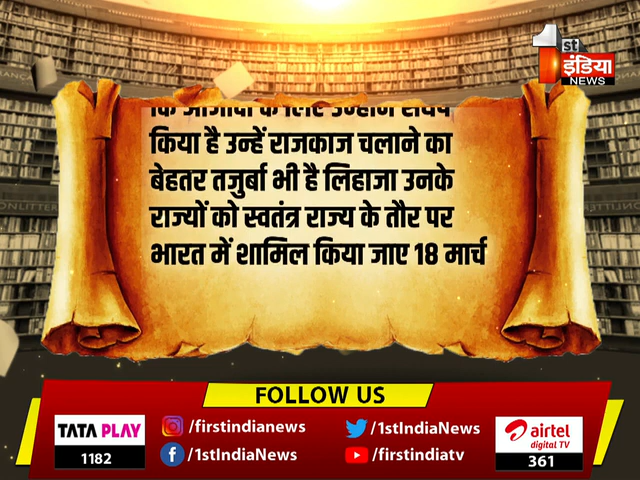 1st
इंडिया
NEWS
किया है उन्हें राजकाज चलाने का
बेहतर तजुर्बा भी है लिहाजा उनके
राज्यों को स्वतंत्र राज्य के तौर पर
भारत में शामिल किया जाए 18 मार्च
FOLLOW US
TATA PLAY
1182
/firstindianews
/1stIndiaNews
/1stIndiaNews
/firstindiatv
airtel
digital TV
361